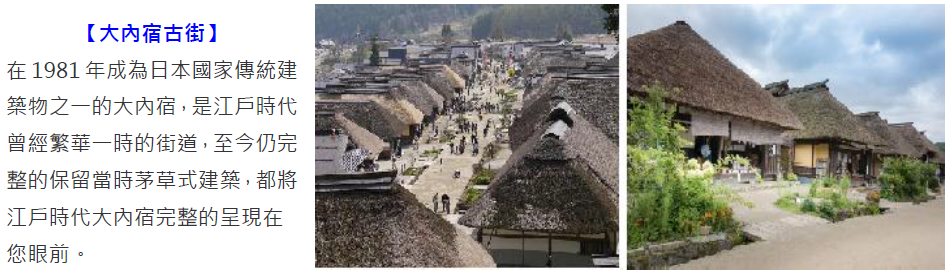 【大內宿古街】
在 1981 年成為日本國家傳統建
築物之一的大內宿，是江戶時代
曾經繁華一時的街道，至今仍完
整的保留當時茅草式建築，都將
江戶時代大內宿完整的呈現在
您眼前。